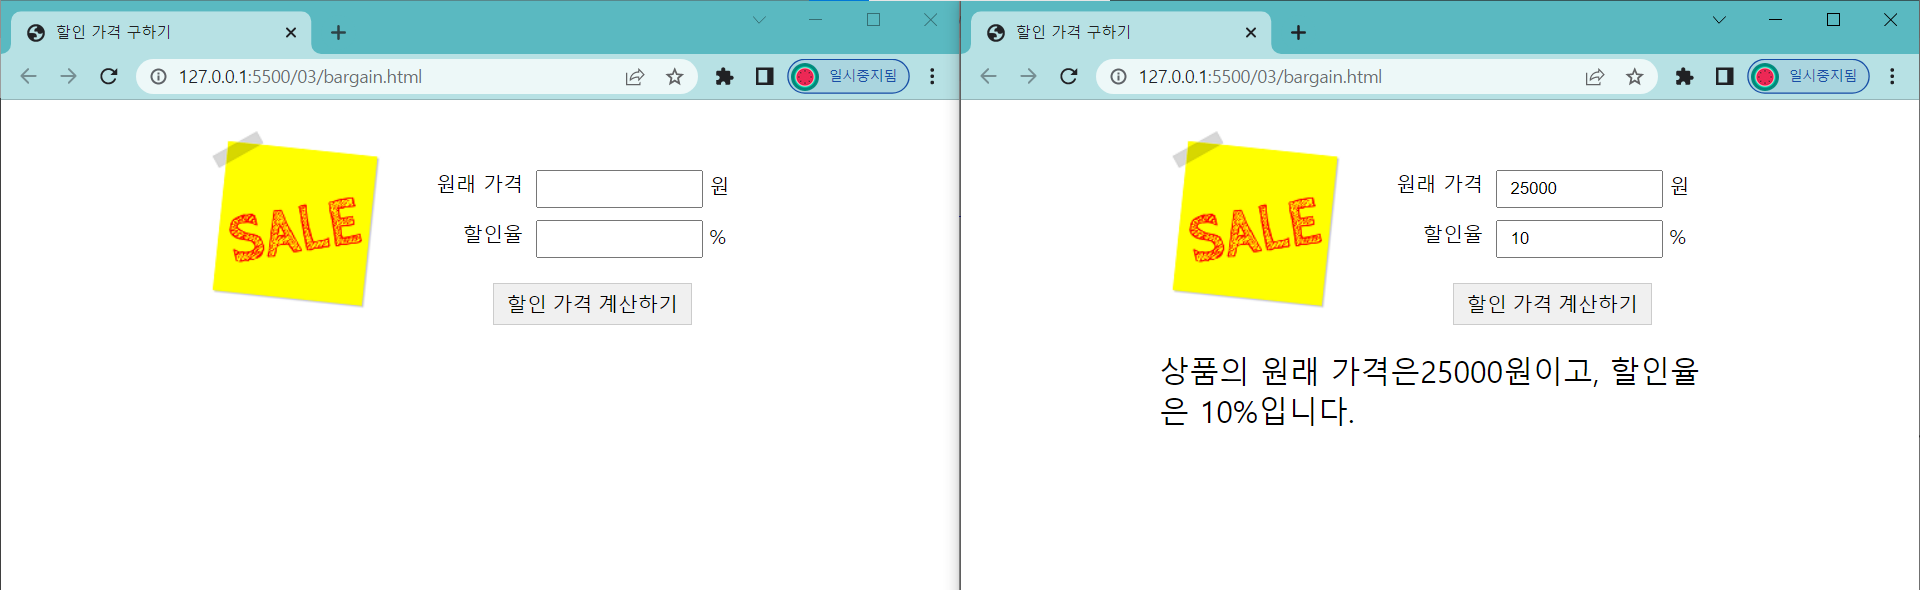 할인 가격 구하기
127.0.0.1:5500/03/bargain.html
일시중지됨
SALE
원래 가격
원
할인율
%
할인 가격 계산하기
할인 가격 구하기
127.0.0.1:5500/03/bargain.html
일시중지됨
SALE
원래 가격 25000 원
할인율 10 %
할인 가격 계산하기
상품의 원래 가격은25000원이고, 할인율
은 10%입니다.